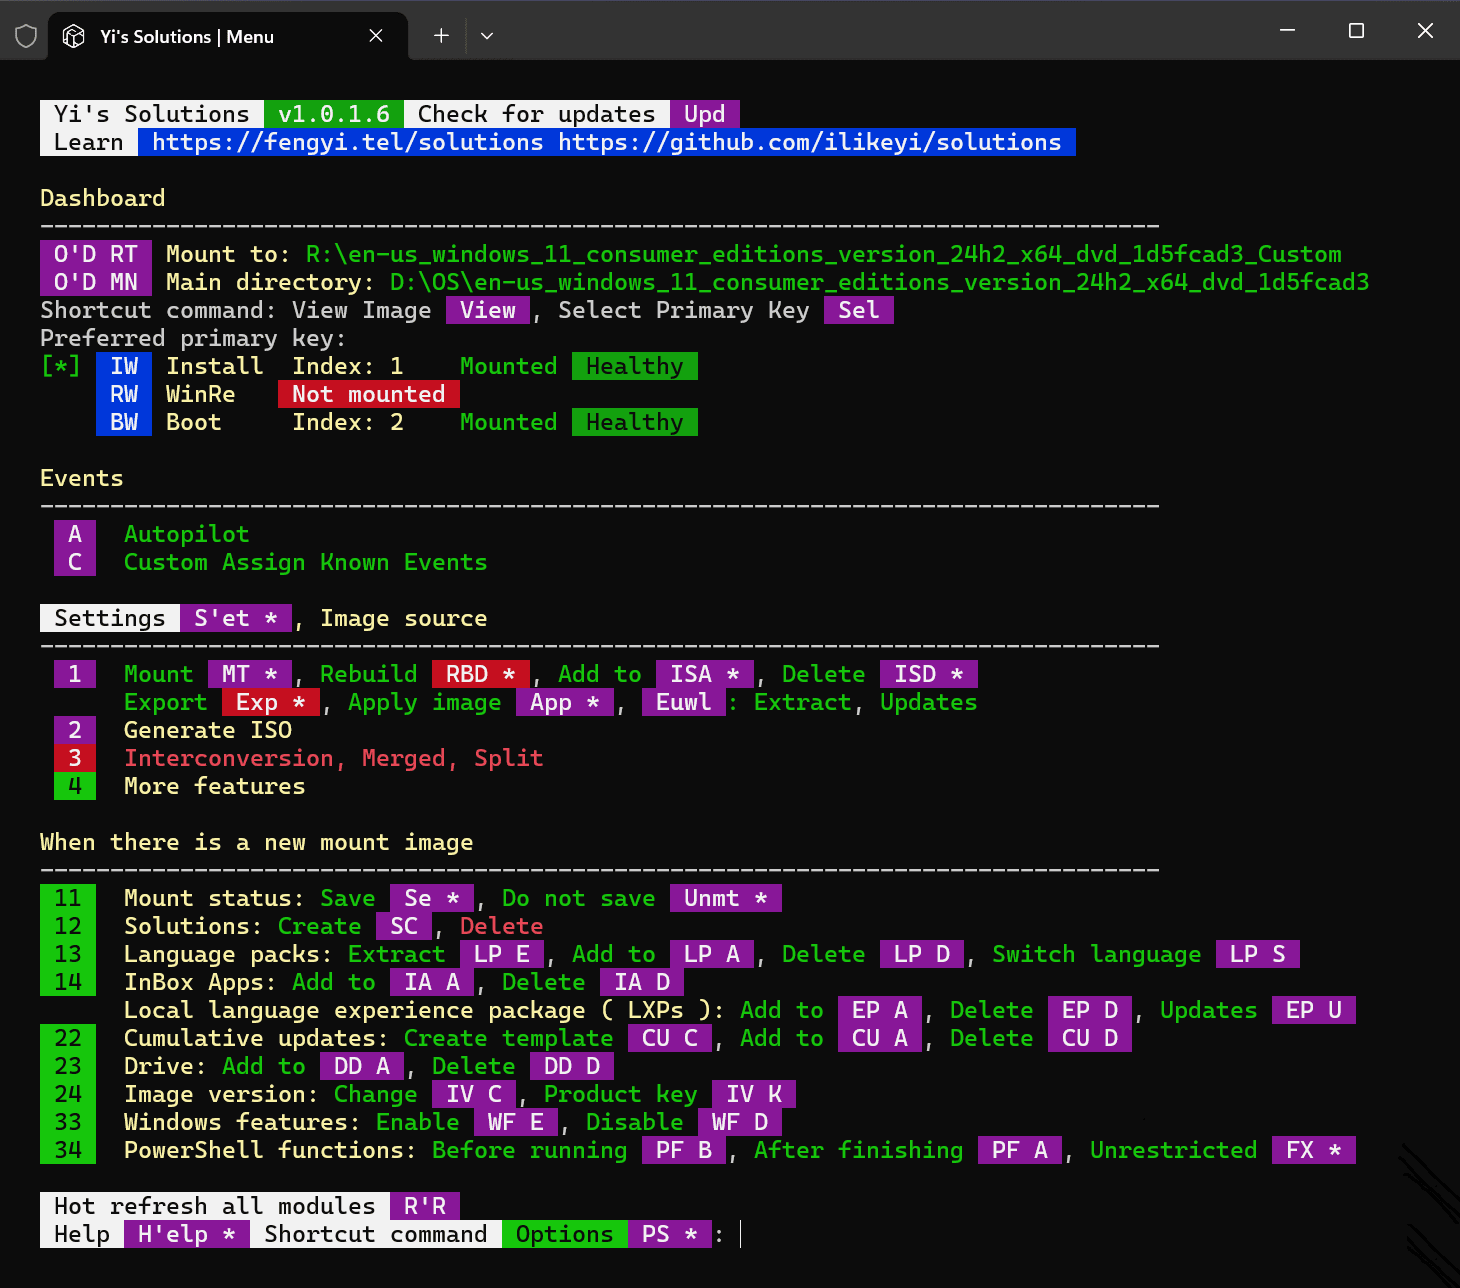 Yi's Solutions | Menu
Yi's Solutions v1.0.1.6 Check for updates Upd
Learn https://fengyi.tel/solutions https://github.com/ilikeyi/solutions
Dashboard
--------------------------------------------------------------------------------
O'D RT Mount to: R:\en-us_windows_11_consumer_editions_version_24h2_x64_dvd_1d5fcad3_Custom
O'D MN Main directory: D:\OS\en-us_windows_11_consumer_editions_version_24h2_x64_dvd_1d5fcad3
Shortcut command: View Image View , Select Primary Key Sel
Preferred primary key:
[*] IW Install Index: 1 Mounted Healthy
RW WinRe Not mounted
BW Boot Index: 2 Mounted Healthy
Events
--------------------------------------------------------------------------------
A Autopilot
C Custom Assign Known Events
Settings S'et * , Image source
--------------------------------------------------------------------------------
1 Mount MT * , Rebuild RBD * , Add to ISA * , Delete ISD *
Export Exp * , Apply image App * , Euwl : Extract, Updates
2 Generate ISO
3 Interconversion, Merged, Split
4 More features
When there is a new mount image
--------------------------------------------------------------------------------
11 Mount status: Save Se * , Do not save Unmt *
12 Solutions: Create SC , Delete
13 Language packs: Extract LP E , Add to LP A , Delete LP D , Switch language LP S
14 InBox Apps: Add to IA A , Delete IA D
Local language experience package ( LXPs ): Add to EP A , Delete EP D , Updates EP U
22 Cumulative updates: Create template CU C , Add to CU A , Delete CU D
23 Drive: Add to DD A , Delete DD D
24 Image version: Change IV C , Product key IV K
33 Windows features: Enable WF E , Disable WF D
34 PowerShell functions: Before running PF B , After finishing PF A , Unrestricted FX *
Hot refresh all modules R'R
Help H'elp * Shortcut command Options PS * :